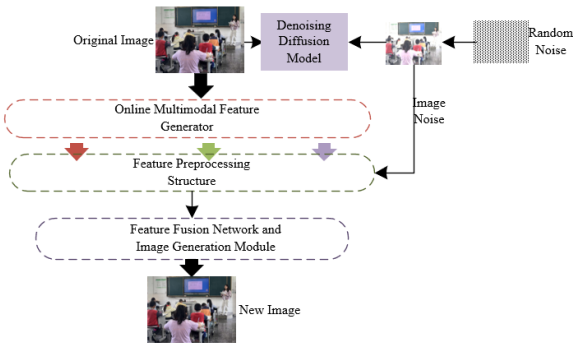 Original Image
Denoising
Diffusion
Model
Random
Noise
Image
Noise
Online Multimodal Feature
Generator
Feature Preprocessing
Structure
Feature Fusion Network and
Image Generation Module
New Image